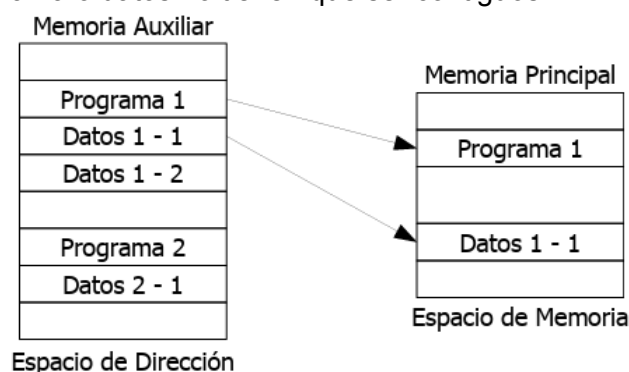 Memoria Auxiliar
Programa 1
Datos 1 - 1
Datos 1 - 2
Programa 2
Datos 2 - 1
Espacio de Dirección
Memoria Principal
Programa 1
Datos 1 - 1
Espacio de Memoria